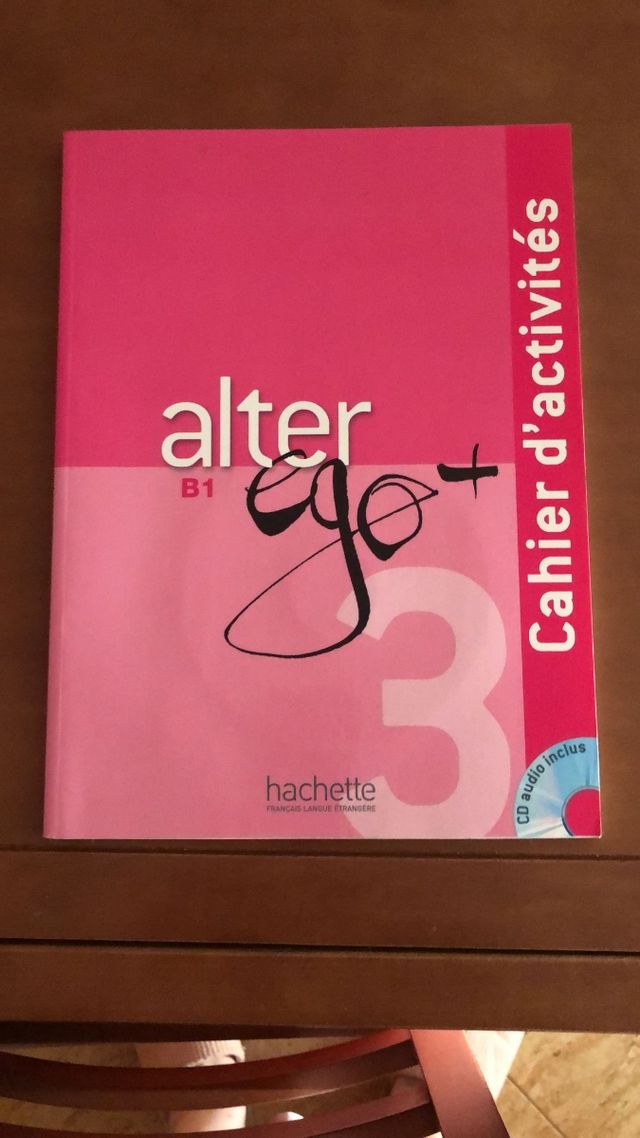 alter
ego+
B1
3
Cahier d'activités
hachette
FRANÇAIS LANGUE ÉTRANGÈRE
CD audio inclus